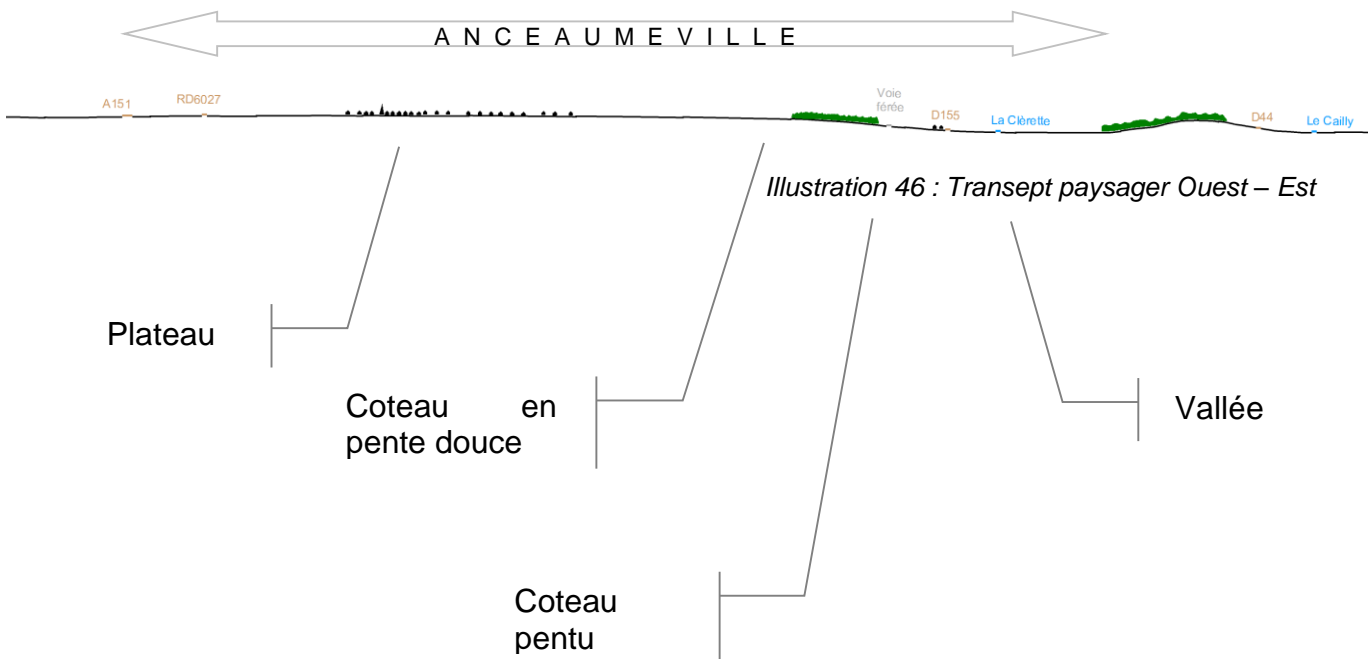 A N C E A U M E V I L L E
A151
RD6027
Voie
férée
D155
La Clérette
D44
Le Cailly
Illustration 46 : Transept paysager Ouest – Est
Plateau
Coteau en
pente douce
Vallée
Coteau
pentu